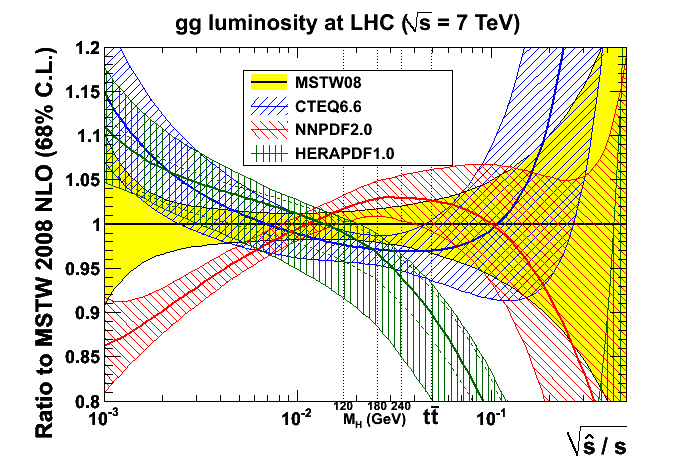 gg luminosity at LHC (√s = 7 TeV)
Ratio to MSTW 2008 NLO (68% C.L.)
1.2
1.15
1.1
1.05
1
0.95
0.9
0.85
0.8
MSTW08
CTEQ6.6
NNPDF2.0
HERAPDF1.0
10⁻³
10⁻²
10⁻¹
120
180
240
M_H (GeV)
tt̄
√ŝ / s